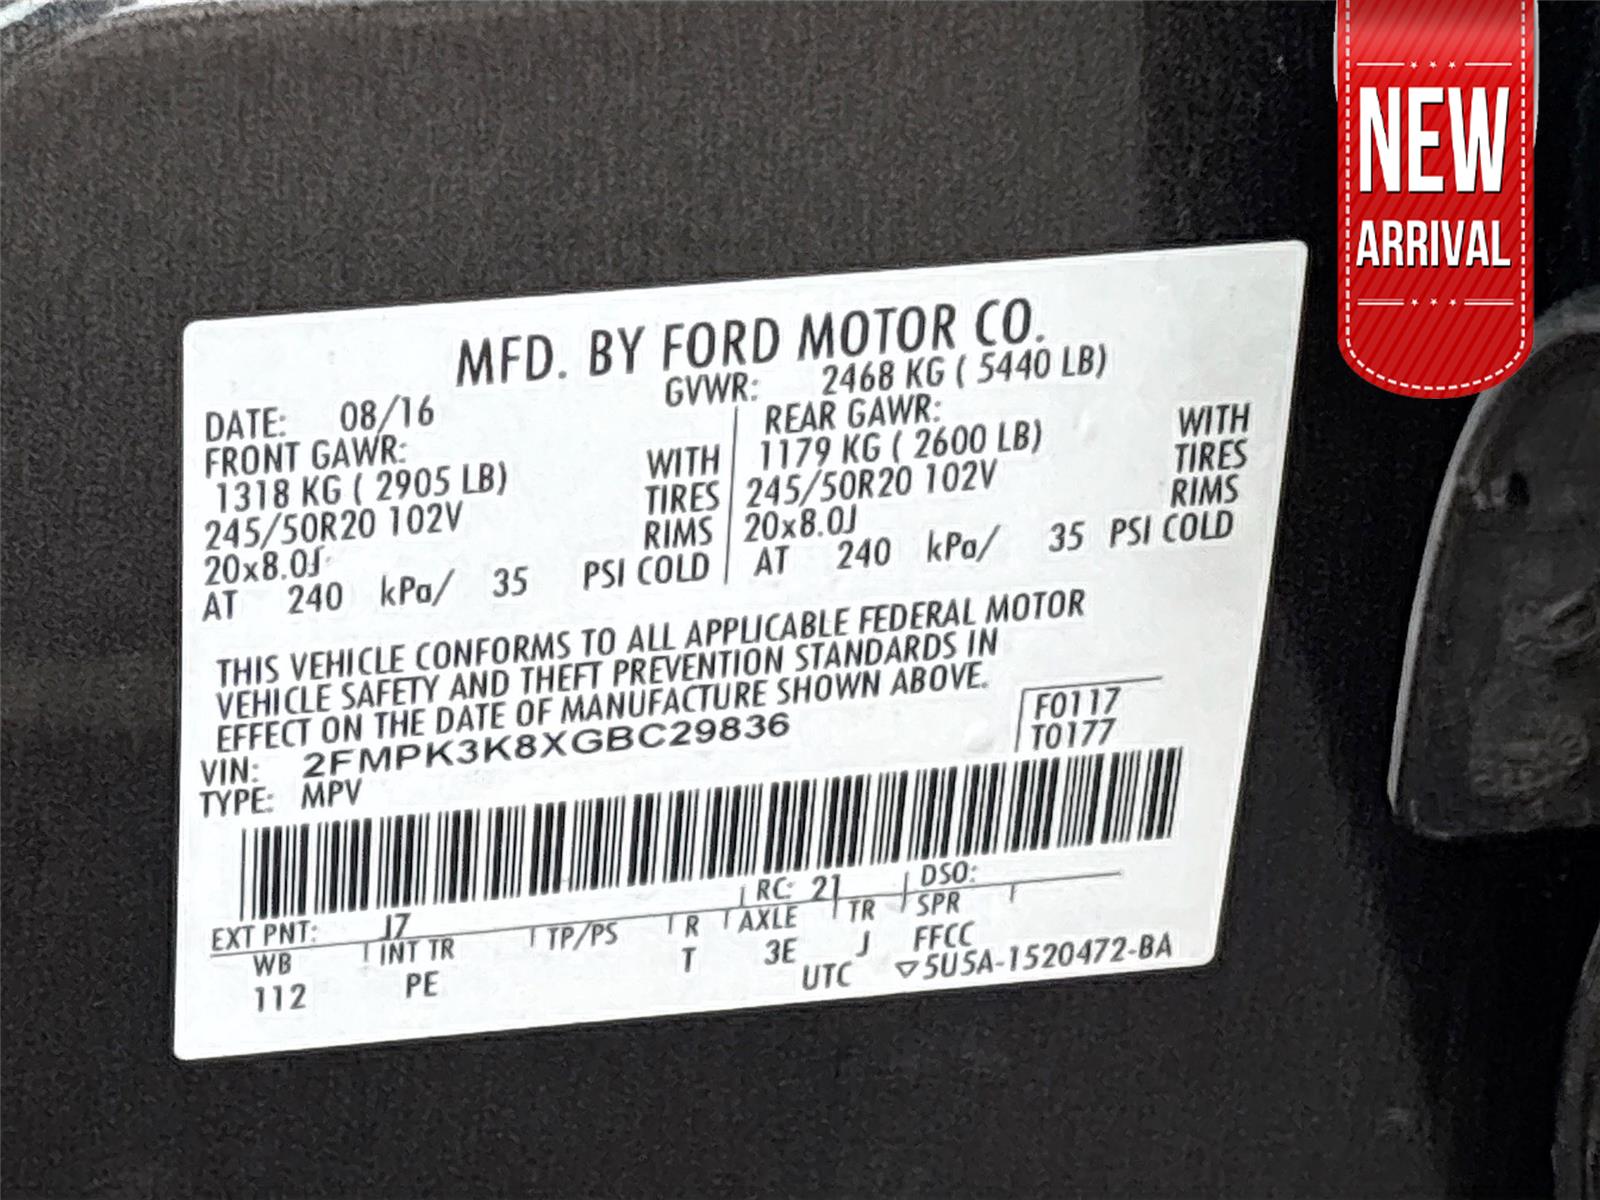 NEW
ARRIVAL
MFD. BY FORD MOTOR CO.
DATE: 08/16 GVWR: 2468 KG ( 5440 LB)
FRONT GAWR: REAR GAWR:
1318 KG ( 2905 LB) WITH 1179 KG ( 2600 LB) WITH
245/50R20 102V TIRES 245/50R20 102V TIRES
20x8.0J RIMS 20x8.0J RIMS
AT 240 kPa/ 35 PSI COLD AT 240 kPa/ 35 PSI COLD
THIS VEHICLE CONFORMS TO ALL APPLICABLE FEDERAL MOTOR
VEHICLE SAFETY AND THEFT PREVENTION STANDARDS IN
EFFECT ON THE DATE OF MANUFACTURE SHOWN ABOVE.
VIN: 2FMPK3K8XGBC29836 F0117
TYPE: MPV T0177
EXT PNT: J7 RC: 21 DSO:
WB INT TR TP/PS R AXLE TR SPR
112 PE T 3E J FFCC
UTC ▽5U5A-1520472-BA